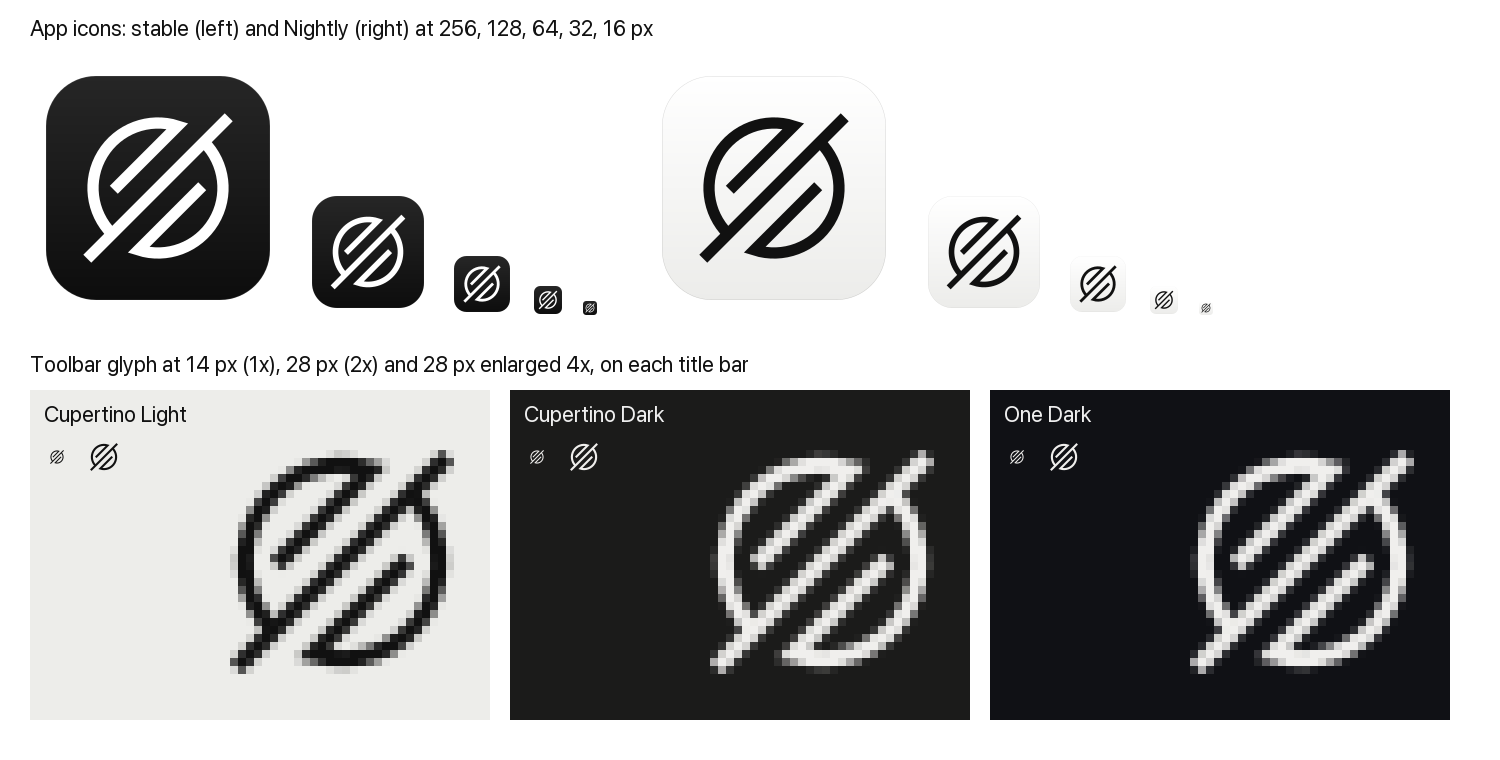 App icons: stable (left) and Nightly (right) at 256, 128, 64, 32, 16 px
Toolbar glyph at 14 px (1x), 28 px (2x) and 28 px enlarged 4x, on each title bar
Cupertino Light
Cupertino Dark
One Dark